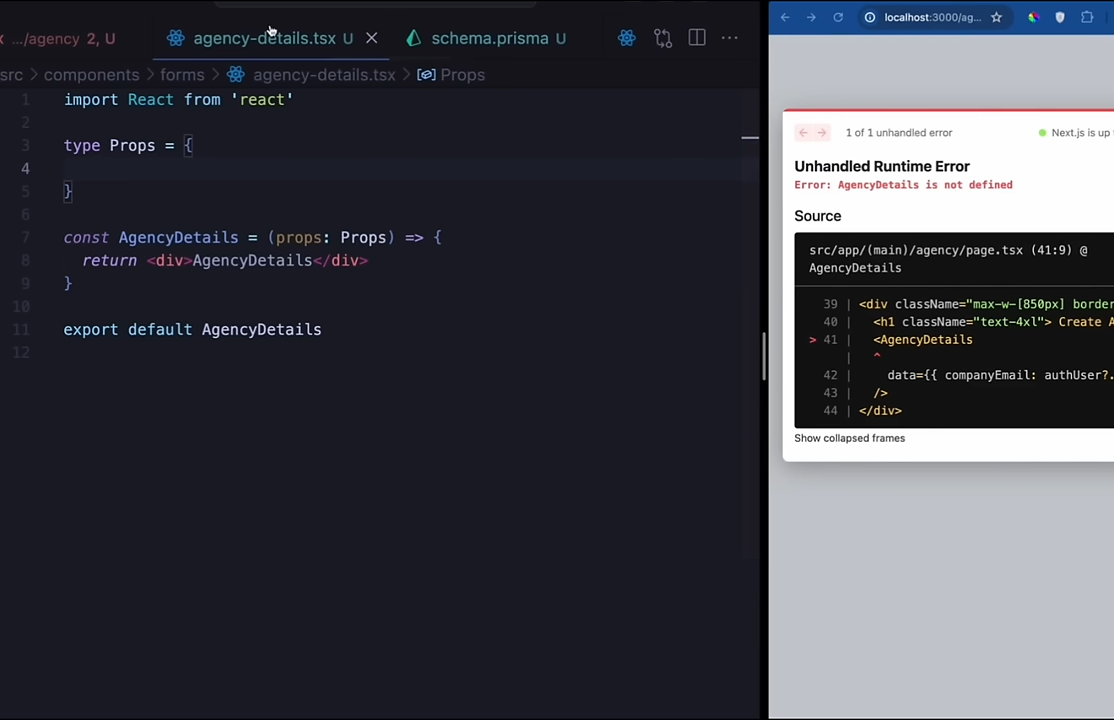 .../agency 2, U
agency-details.tsx U
schema.prisma U
src > components > forms > agency-details.tsx > Props
1 import React from 'react'
2
3 type Props = {
4
5 }
6
7 const AgencyDetails = (props: Props) => {
8 return <div>AgencyDetails</div>
9 }
10
11 export default AgencyDetails
12
localhost:3000/ag...
1 of 1 unhandled error
Next.js is up
Unhandled Runtime Error
Error: AgencyDetails is not defined
Source
src/app/(main)/agency/page.tsx (41:9) @
AgencyDetails
39 | <div className="max-w-[850px] border
40 | <h1 className="text-4xl"> Create A
> 41 | <AgencyDetails
| ^
42 | data={{ companyEmail: authUser?.
43 | />
44 | </div>
Show collapsed frames